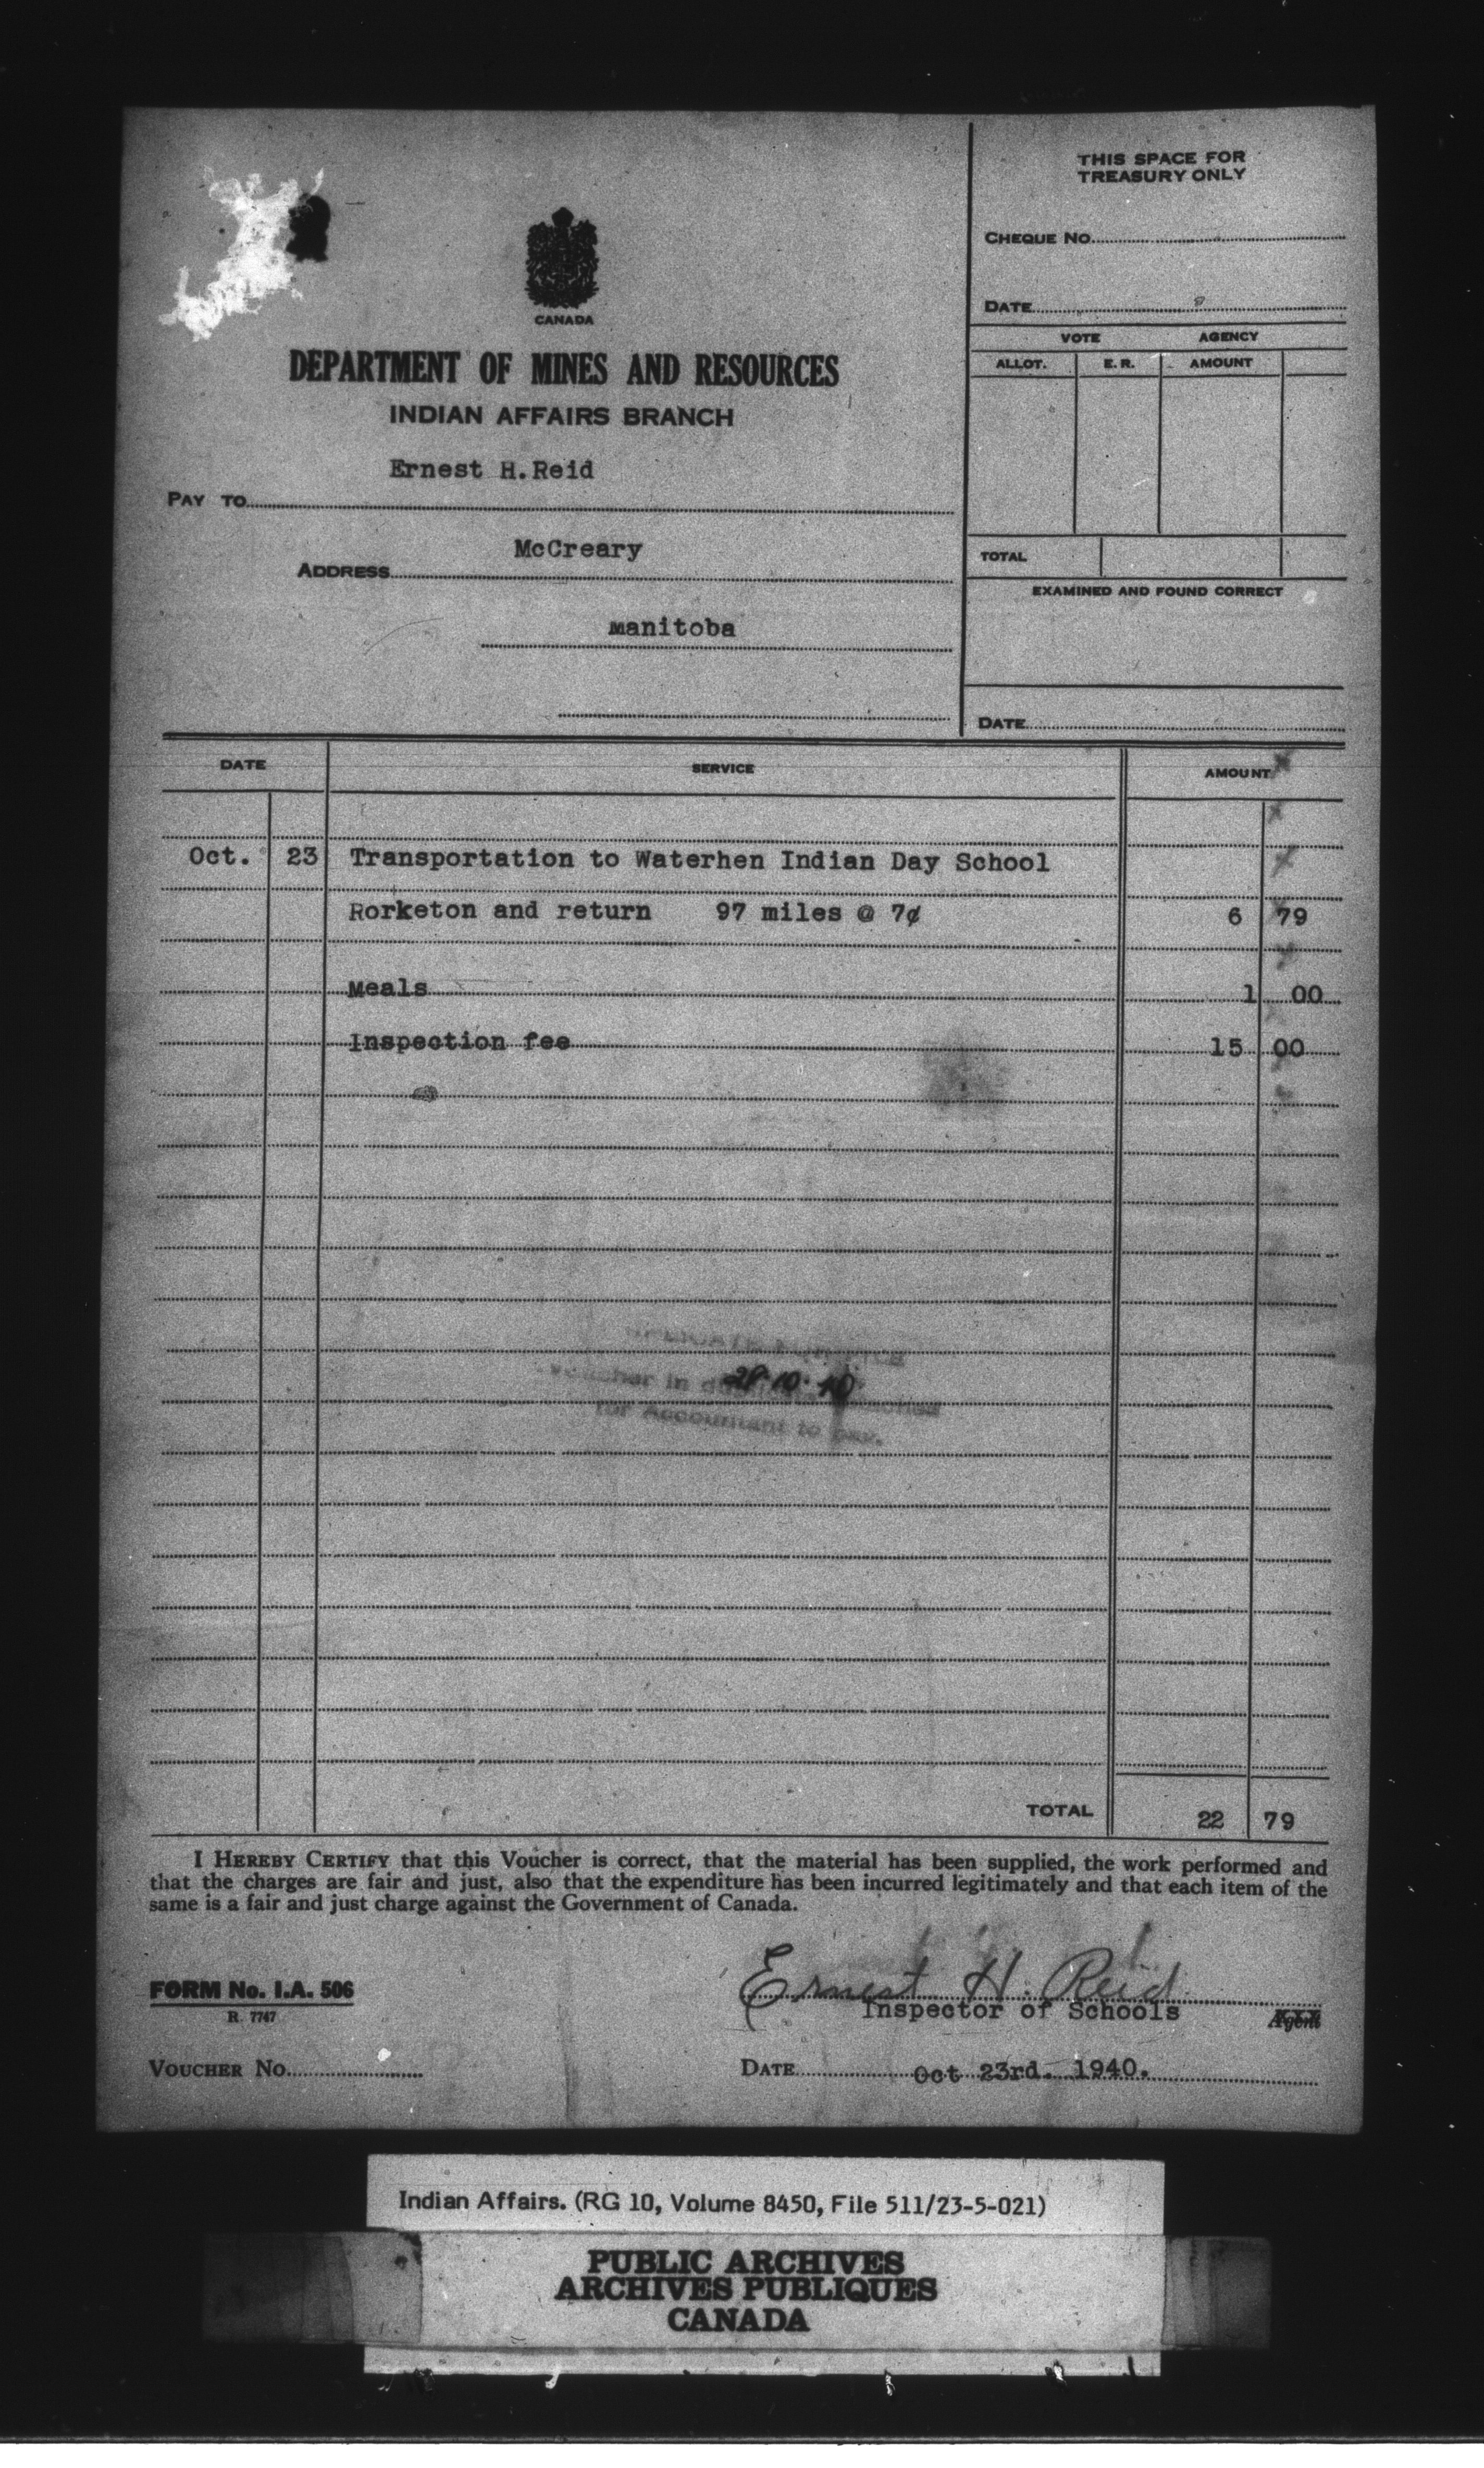 THIS SPACE FOR
TREASURY ONLY
CHEQUE NO.
DATE
VOTE AGENCY
ALLOT. E.R. AMOUNT
TOTAL
EXAMINED AND FOUND CORRECT
DATE
CANADA
DEPARTMENT OF MINES AND RESOURCES
INDIAN AFFAIRS BRANCH
Ernest H.Reid
PAY TO
McCreary
ADDRESS
manitoba
DATE SERVICE AMOUNT
Oct. 23 Transportation to Waterhen Indian Day School
Rorketon and return 97 miles @ 7¢ 6 79
Meals 1 00
Inspection fee 15 00
28.10.40
voucher in
for Accountant to pay.
TOTAL 22 79
I HEREBY CERTIFY that this Voucher is correct, that the material has been supplied, the work performed and
that the charges are fair and just, also that the expenditure has been incurred legitimately and that each item of the
same is a fair and just charge against the Government of Canada.
Ernest H. Reid
FORM No. I.A. 506
Inspector of Schools Agent
R. 7747
VOUCHER NO. DATE Oct 23rd. 1940.
Indian Affairs. (RG 10, Volume 8450, File 511/23-5-021)
PUBLIC ARCHIVES
ARCHIVES PUBLIQUES
CANADA